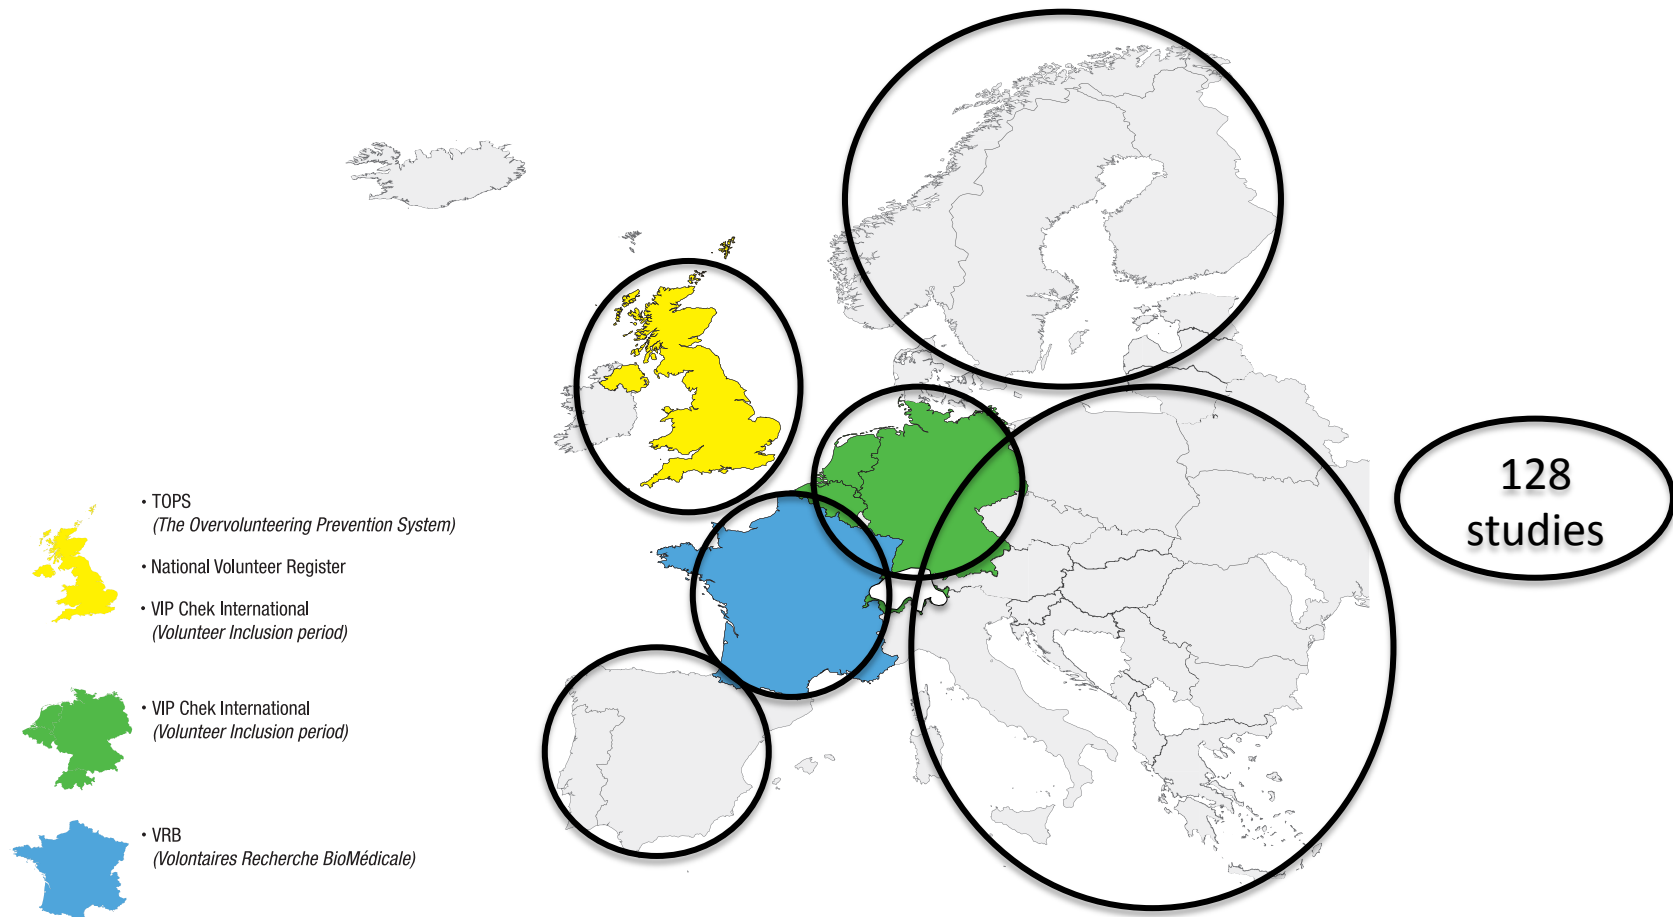 • TOPS
(The Overvolunteering Prevention System)
• National Volunteer Register
• VIP Chek International
(Volunteer Inclusion period)
• VIP Chek International
(Volunteer Inclusion period)
• VRB
(Volontaires Recherche BioMédicale)
128
studies